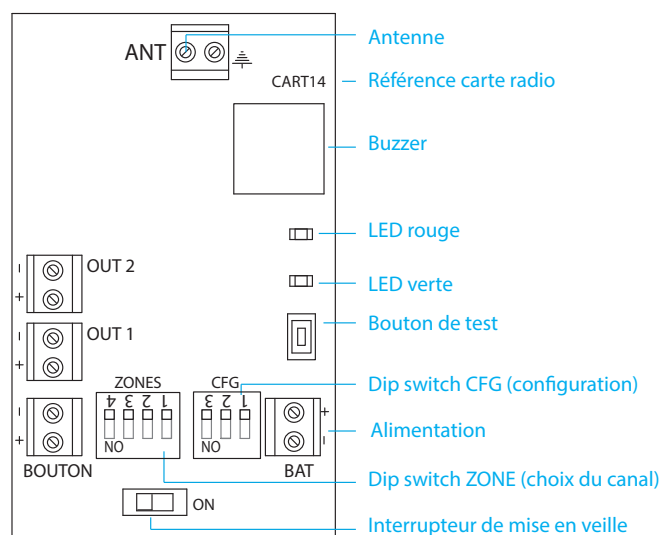 ANT
Antenne
CART14
Référence carte radio
Buzzer
LED rouge
- OUT 2
+
LED verte
Bouton de test
- OUT 1
+
ZONES
CFG
Dip switch CFG (configuration)
4 3 2 1
3 2 1
- +
+ -
NO
NO
Alimentation
BOUTON
BAT
Dip switch ZONE (choix du canal)
ON
Interrupteur de mise en veille